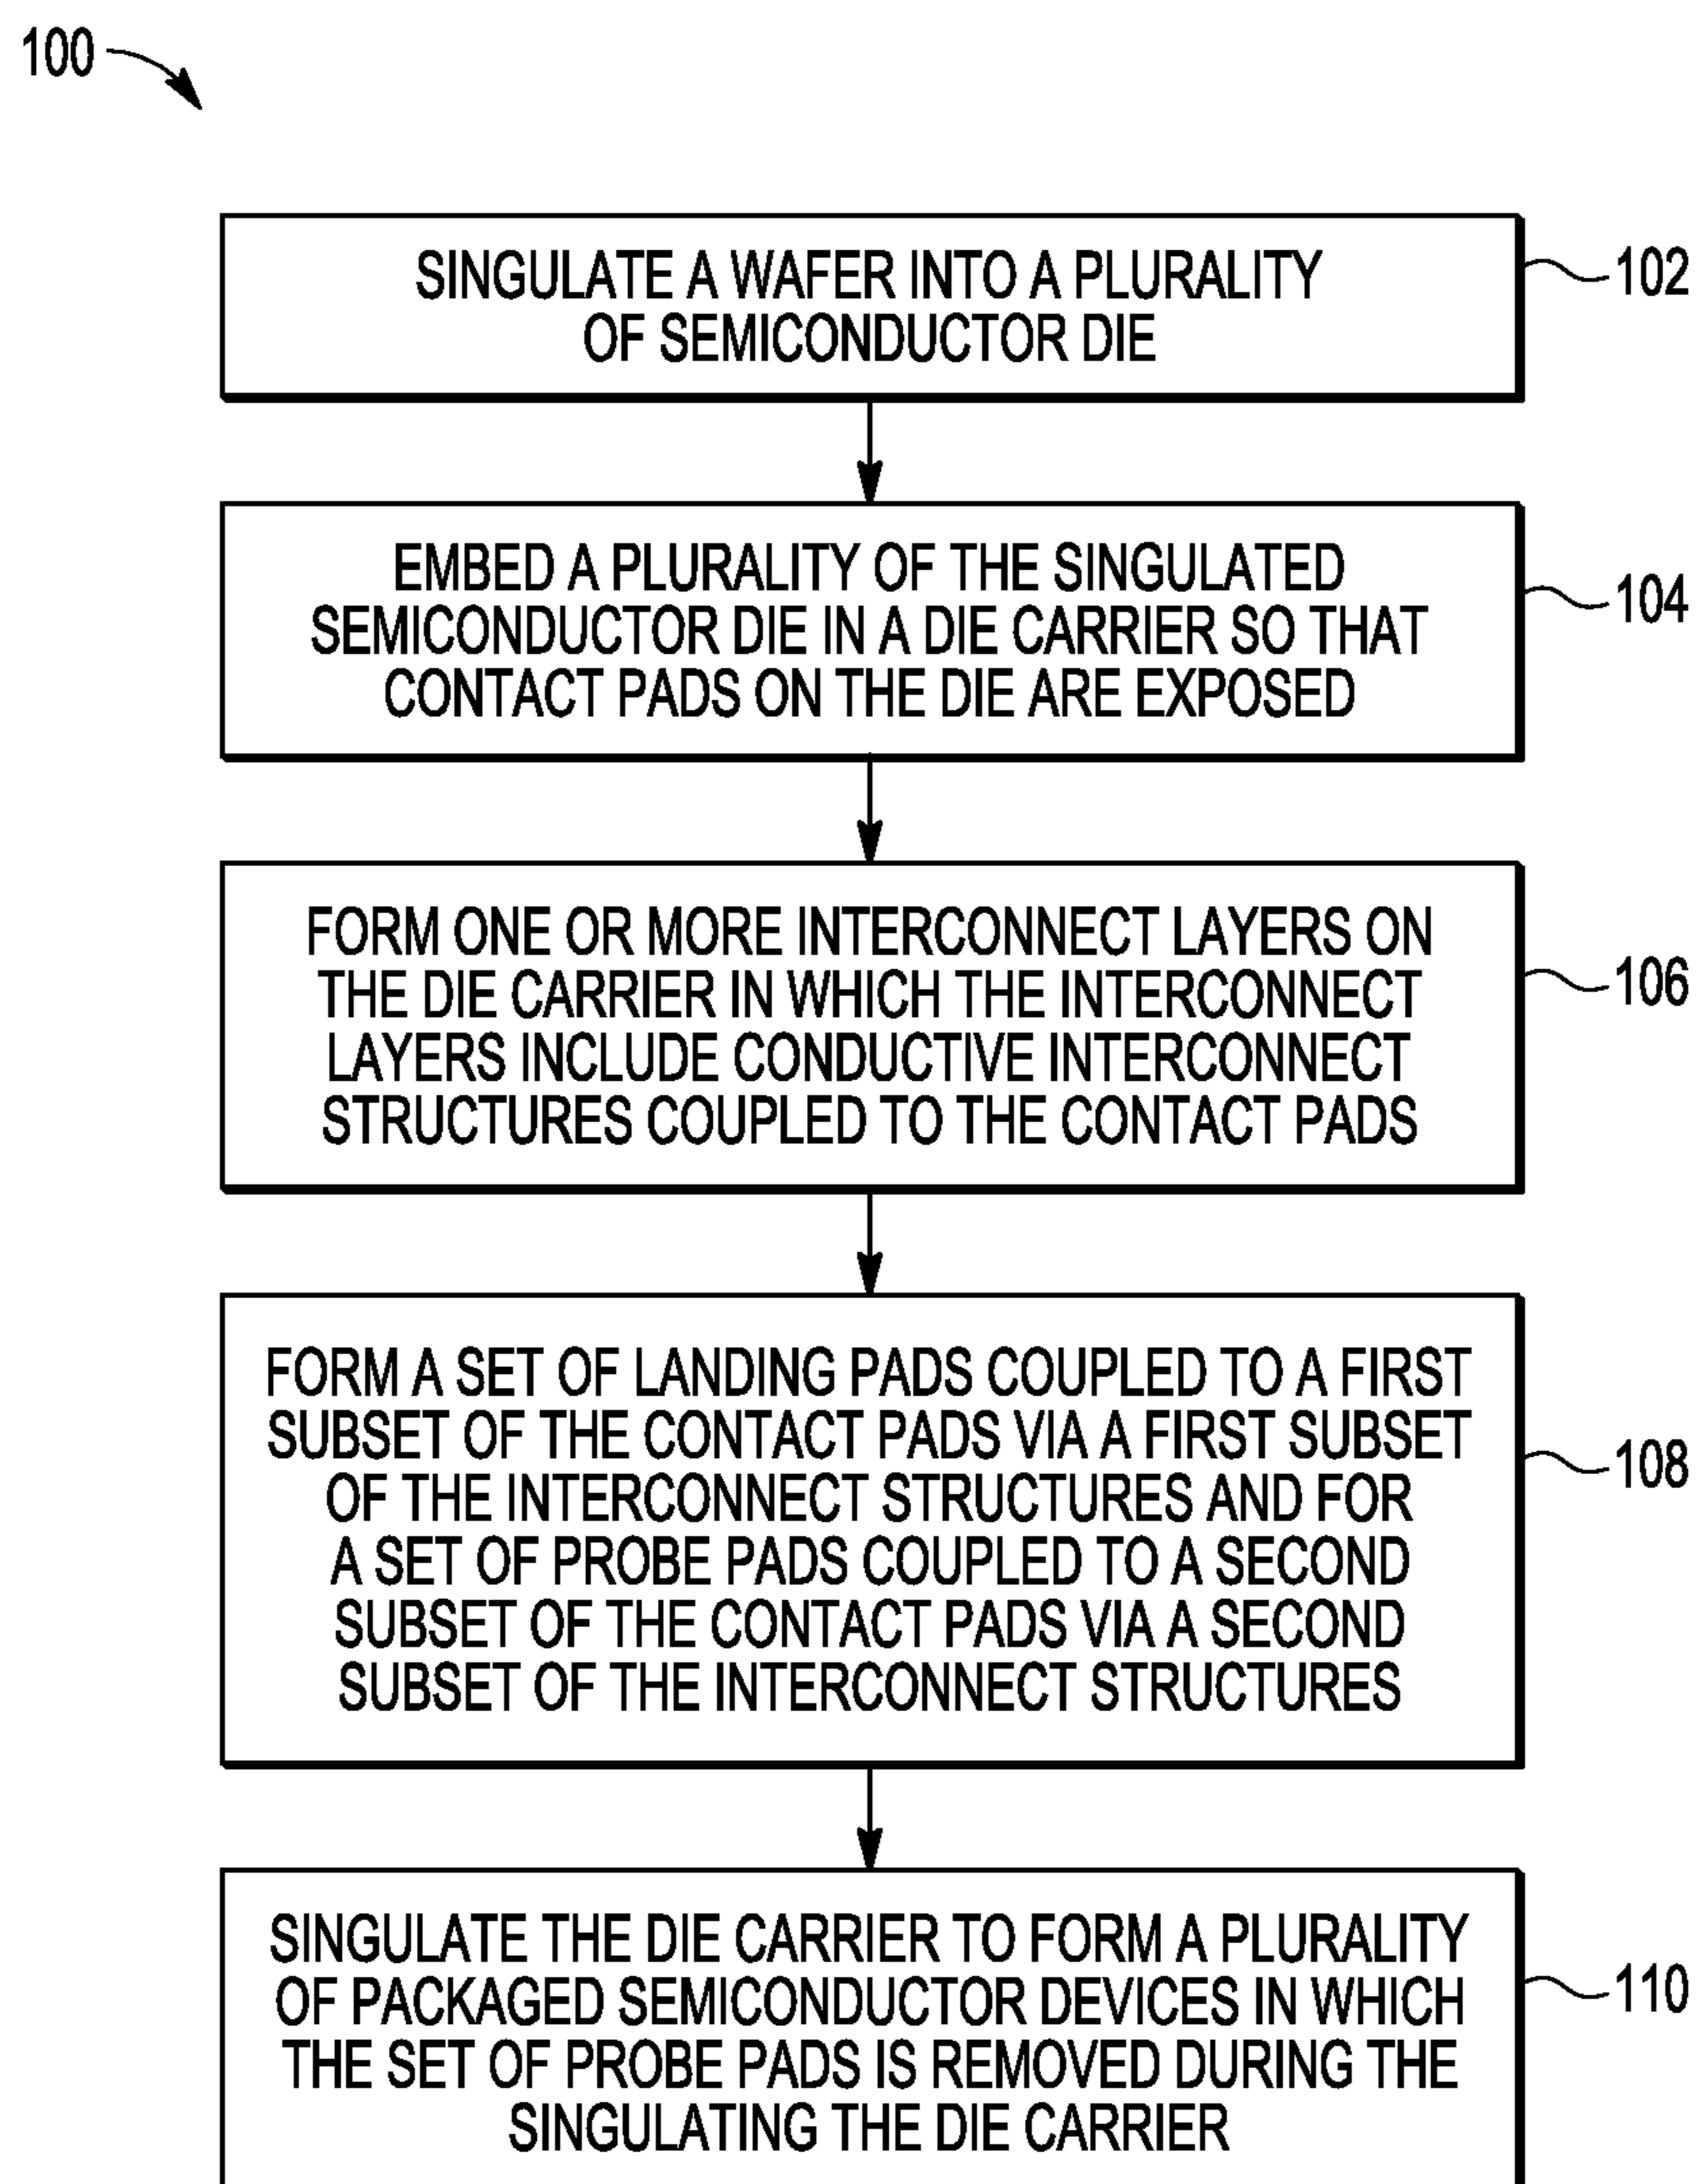 100
SINGULATE A WAFER INTO A PLURALITY
OF SEMICONDUCTOR DIE
102
EMBED A PLURALITY OF THE SINGULATED
SEMICONDUCTOR DIE IN A DIE CARRIER SO THAT
CONTACT PADS ON THE DIE ARE EXPOSED
104
FORM ONE OR MORE INTERCONNECT LAYERS ON
THE DIE CARRIER IN WHICH THE INTERCONNECT
LAYERS INCLUDE CONDUCTIVE INTERCONNECT
STRUCTURES COUPLED TO THE CONTACT PADS
106
FORM A SET OF LANDING PADS COUPLED TO A FIRST
SUBSET OF THE CONTACT PADS VIA A FIRST SUBSET
OF THE INTERCONNECT STRUCTURES AND FOR
A SET OF PROBE PADS COUPLED TO A SECOND
SUBSET OF THE CONTACT PADS VIA A SECOND
SUBSET OF THE INTERCONNECT STRUCTURES
108
SINGULATE THE DIE CARRIER TO FORM A PLURALITY
OF PACKAGED SEMICONDUCTOR DEVICES IN WHICH
THE SET OF PROBE PADS IS REMOVED DURING THE
SINGULATING THE DIE CARRIER
110